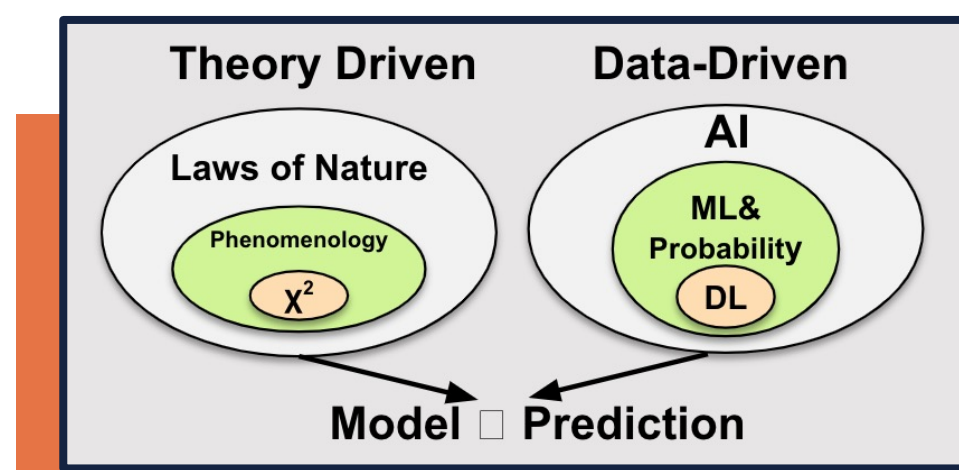 Theory Driven
Data-Driven
Laws of Nature
Phenomenology
χ²
AI
ML&
Probability
DL
Model □ Prediction